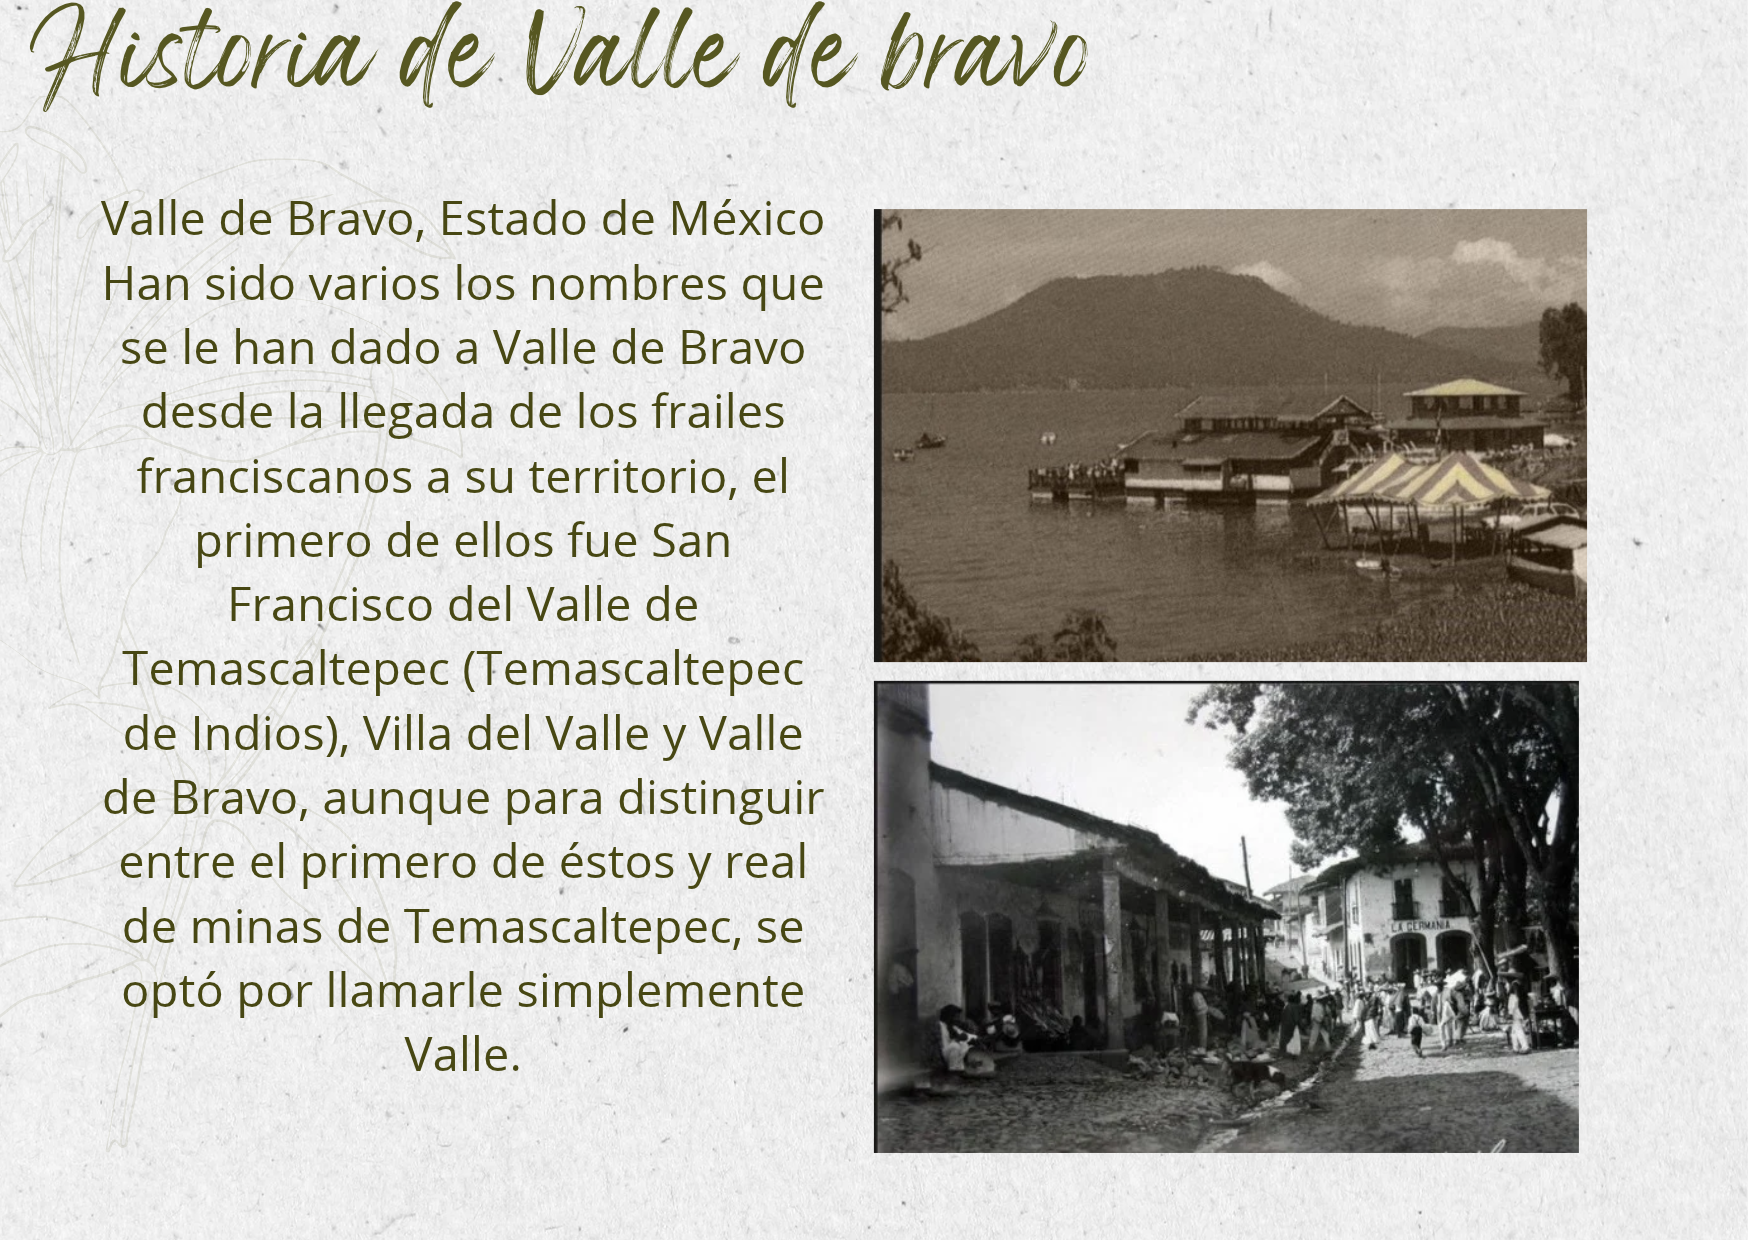 Historia de Valle de bravo
Valle de Bravo, Estado de México
Han sido varios los nombres que
se le han dado a Valle de Bravo
desde la llegada de los frailes
franciscanos a su territorio, el
primero de ellos fue San
Francisco del Valle de
Temascaltepec (Temascaltepec
de Indios), Villa del Valle y Valle
de Bravo, aunque para distinguir
entre el primero de éstos y real
de minas de Temascaltepec, se
optó por llamarle simplemente
Valle.
LA GERMANIA